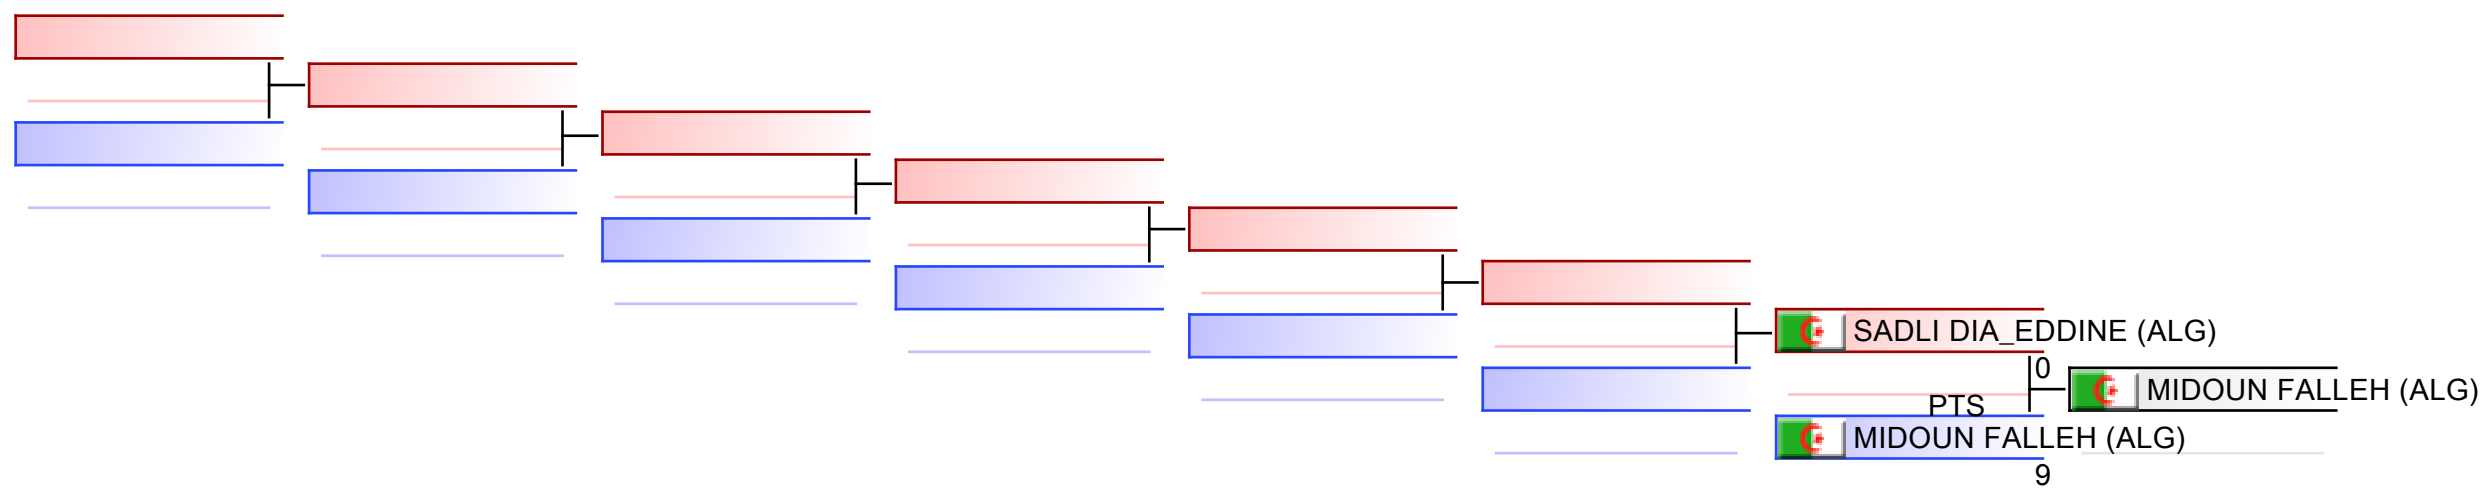 SADLI DIA_EDDINE (ALG)
0
MIDOUN FALLEH (ALG)
PTS
MIDOUN FALLEH (ALG)
9